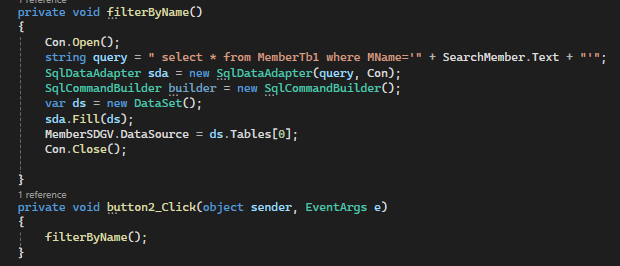 1 reference
private void filterByName()
{
Con.Open();
string query = " select * from MemberTb1 where MName='" + SearchMember.Text + "'";
SqlDataAdapter sda = new SqlDataAdapter(query, Con);
SqlCommandBuilder builder = new SqlCommandBuilder();
var ds = new DataSet();
sda.Fill(ds);
MemberSDGV.DataSource = ds.Tables[0];
Con.Close();
}
1 reference
private void button2_Click(object sender, EventArgs e)
{
filterByName();
}